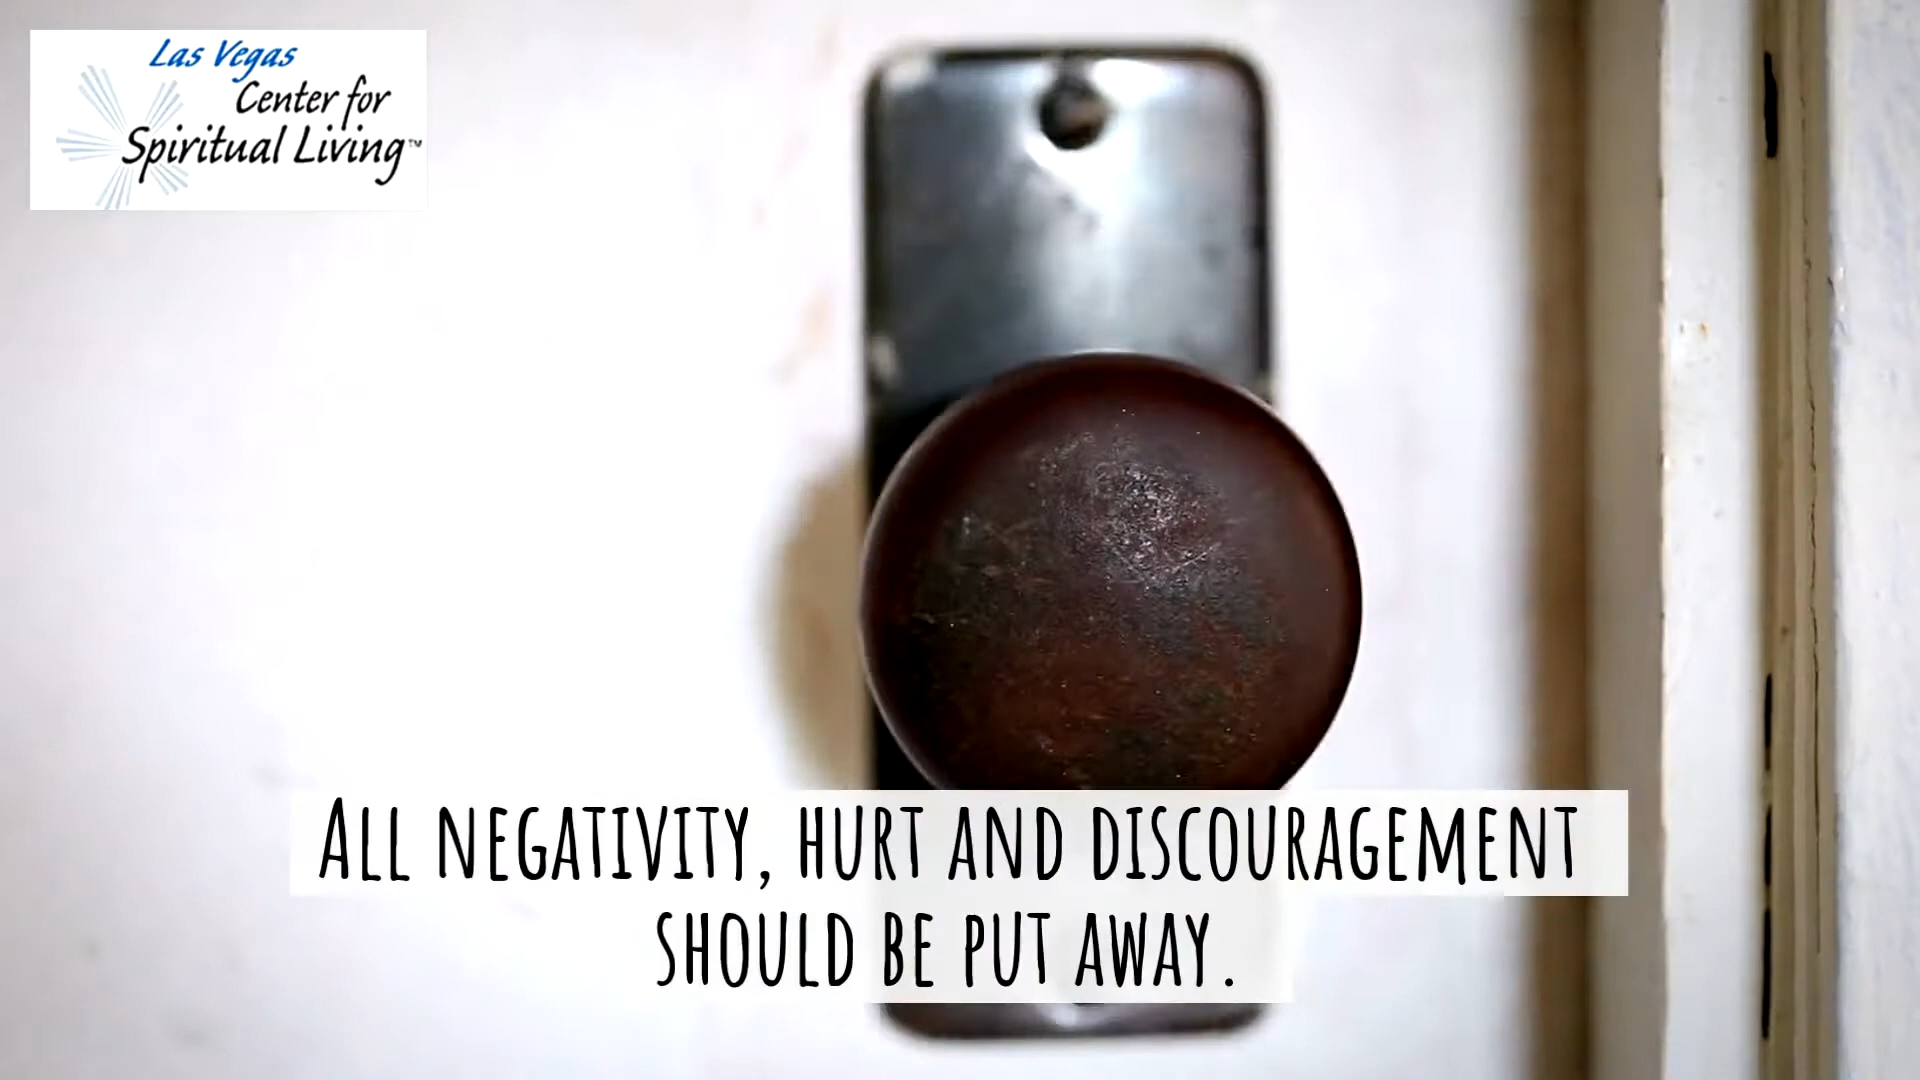 Las Vegas
Center for
Spiritual Living™
All negativity, hurt and discouragement
should be put away.